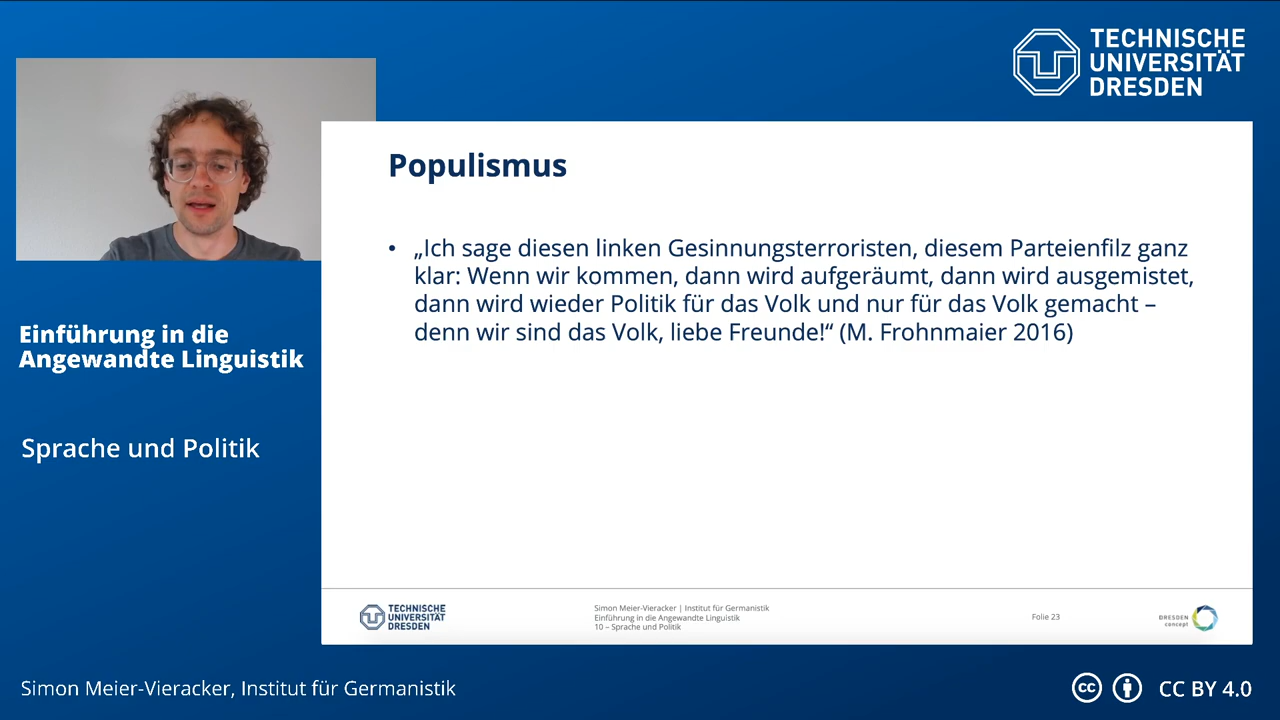 TECHNISCHE
UNIVERSITÄT
DRESDEN
Populismus
• „Ich sage diesen linken Gesinnungsterroristen, diesem Parteienfilz ganz
klar: Wenn wir kommen, dann wird aufgeräumt, dann wird ausgemistet,
dann wird wieder Politik für das Volk und nur für das Volk gemacht –
denn wir sind das Volk, liebe Freunde!“ (M. Frohnmaier 2016)
Einführung in die
Angewandte Linguistik
Sprache und Politik
TECHNISCHE
UNIVERSITÄT
DRESDEN
Simon Meier-Vieracker | Institut für Germanistik
Einführung in die Angewandte Linguistik
10 – Sprache und Politik
Folie 23
DRESDEN
concept
Simon Meier-Vieracker, Institut für Germanistik
cc CC BY 4.0